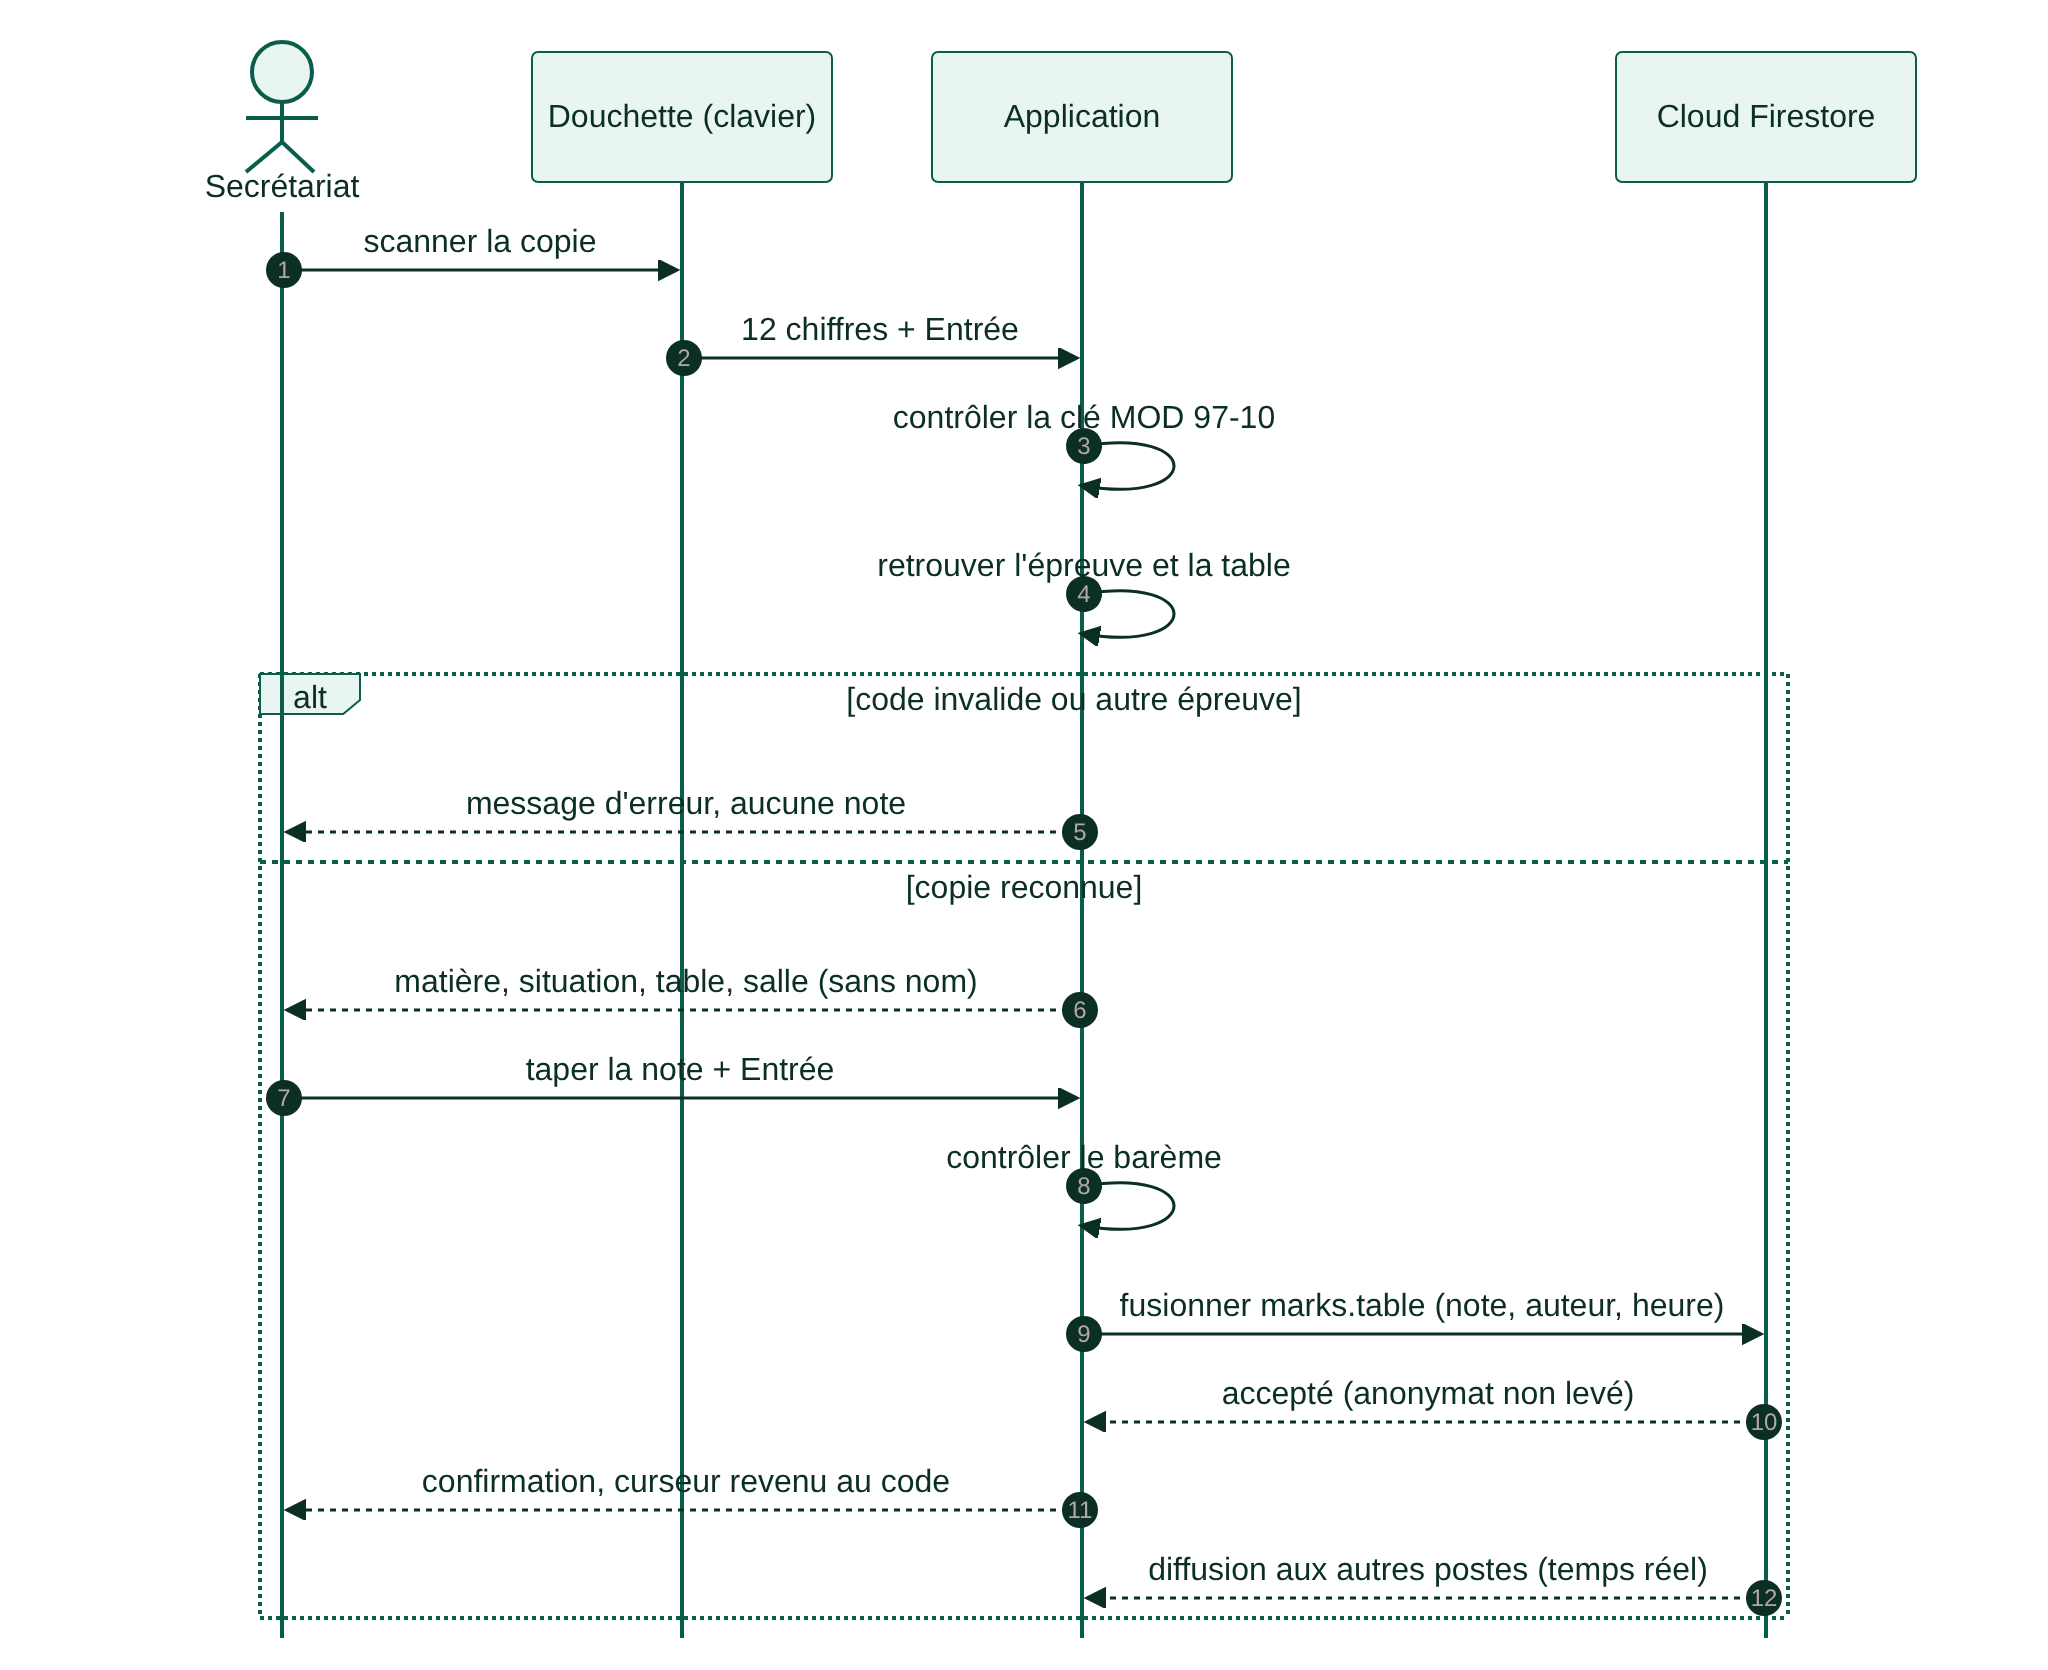 Secrétariat
Douchette (clavier)
Application
Cloud Firestore
scanner la copie
1
12 chiffres + Entrée
2
contrôler la clé MOD 97-10
3
retrouver l'épreuve et la table
4
alt
[code invalide ou autre épreuve]
message d'erreur, aucune note
5
[copie reconnue]
matière, situation, table, salle (sans nom)
6
taper la note + Entrée
7
contrôler le barème
8
fusionner marks.table (note, auteur, heure)
9
accepté (anonymat non levé)
10
confirmation, curseur revenu au code
11
diffusion aux autres postes (temps réel)
12